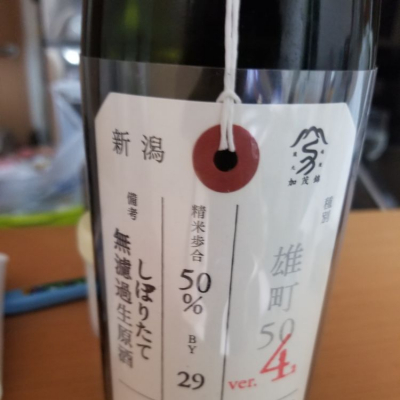 新潟
加茂錦
種別
雄町
50
ver. 4.
精米歩合
50%
BY
29
備考
しぼりたて
無濾過生原酒